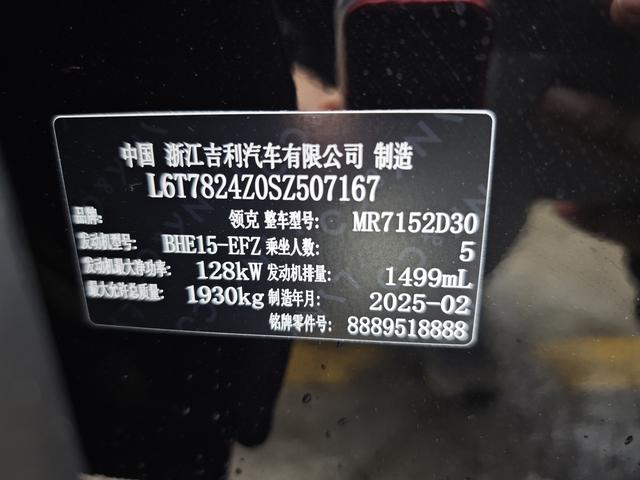 中国 浙江吉利汽车有限公司 制造
L6T7824Z0SZ507167
品牌: 领克 整车型号: MR7152D30
发动机型号: BHE15-EFZ 乘坐人数: 5
发动机最大净功率: 128kW 发动机排量: 1499mL
最大允许总质量: 1930kg 制造年月: 2025-02
铭牌零件号: 8889518888